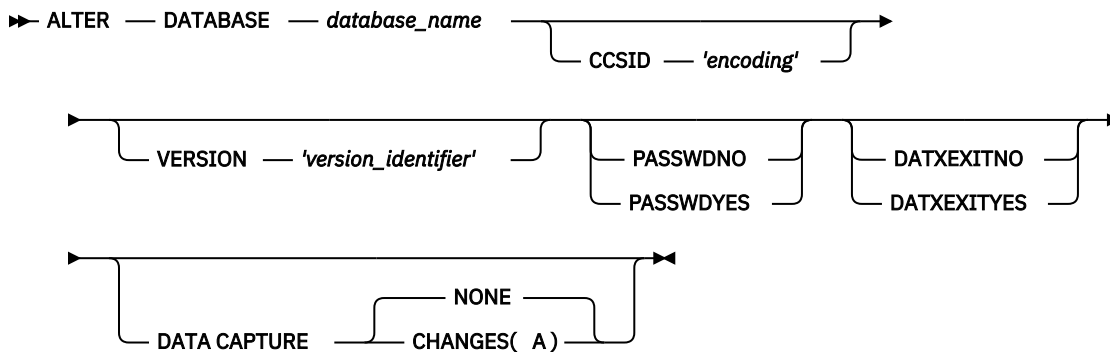 ALTER DATABASE database_name
CCSID 'encoding'
VERSION 'version_identifier' PASSWDNO DATXEXITNO
PASSWDYES DATXEXITYES
NONE
DATA CAPTURE CHANGES( A )